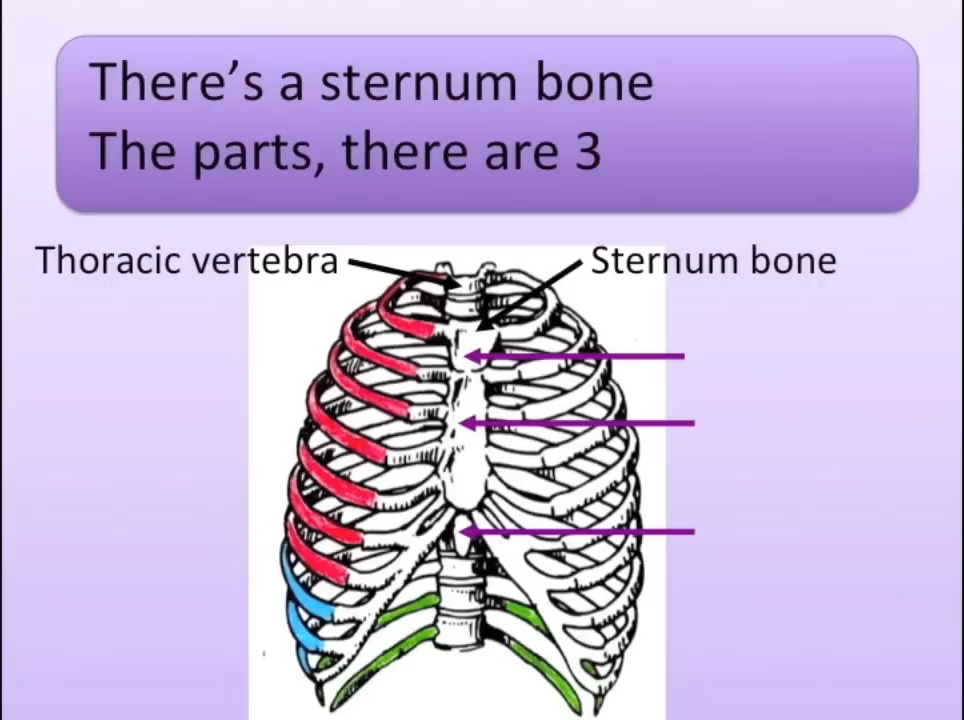 There’s a sternum bone
The parts, there are 3
Thoracic vertebra
Sternum bone